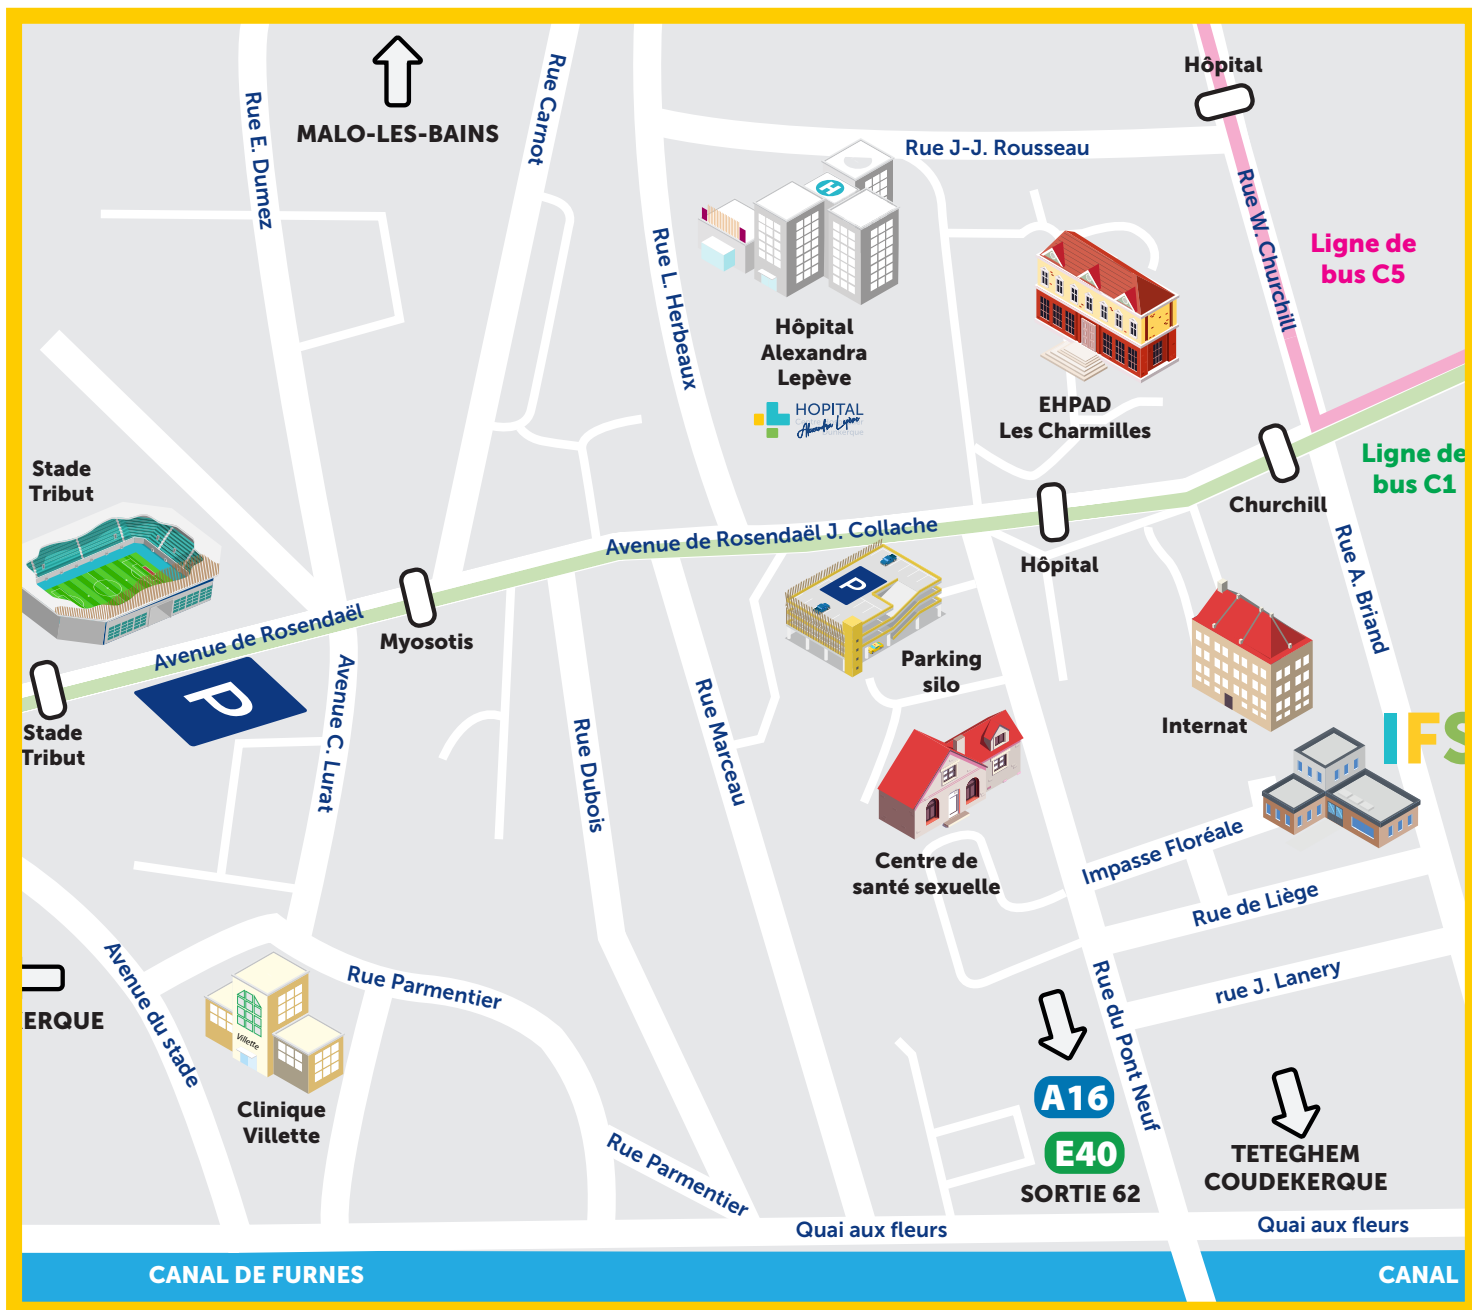 Hôpital
MALO-LES-BAINS
Rue E. Dumez
Rue Carnot
Rue J-J. Rousseau
Rue W. Churchill
Rue L. Herbeaux
Ligne de
bus C5
Hôpital
Alexandra
Lepève
HOPITAL
Alexandra Lepève
EHPAD
Les Charmilles
Stade
Tribut
Ligne de
bus C1
Churchill
Avenue de Rosendaël J. Collache
Hôpital
Rue A. Briand
Avenue de Rosendaël
Myosotis
P
P
Parking
silo
Stade
Tribut
Avenue C. Lurat
Rue Dubois
Rue Marceau
Internat
IFS
Centre de
santé sexuelle
Impasse Floréale
Rue de Liège
rue J. Lanery
Avenue du stade
Rue Parmentier
ERQUE
Villette
Clinique
Villette
Rue du Pont Neuf
A16
E40
SORTIE 62
TETEGHEM
COUDEKERQUE
Rue Parmentier
Quai aux fleurs
Quai aux fleurs
CANAL DE FURNES
CANAL